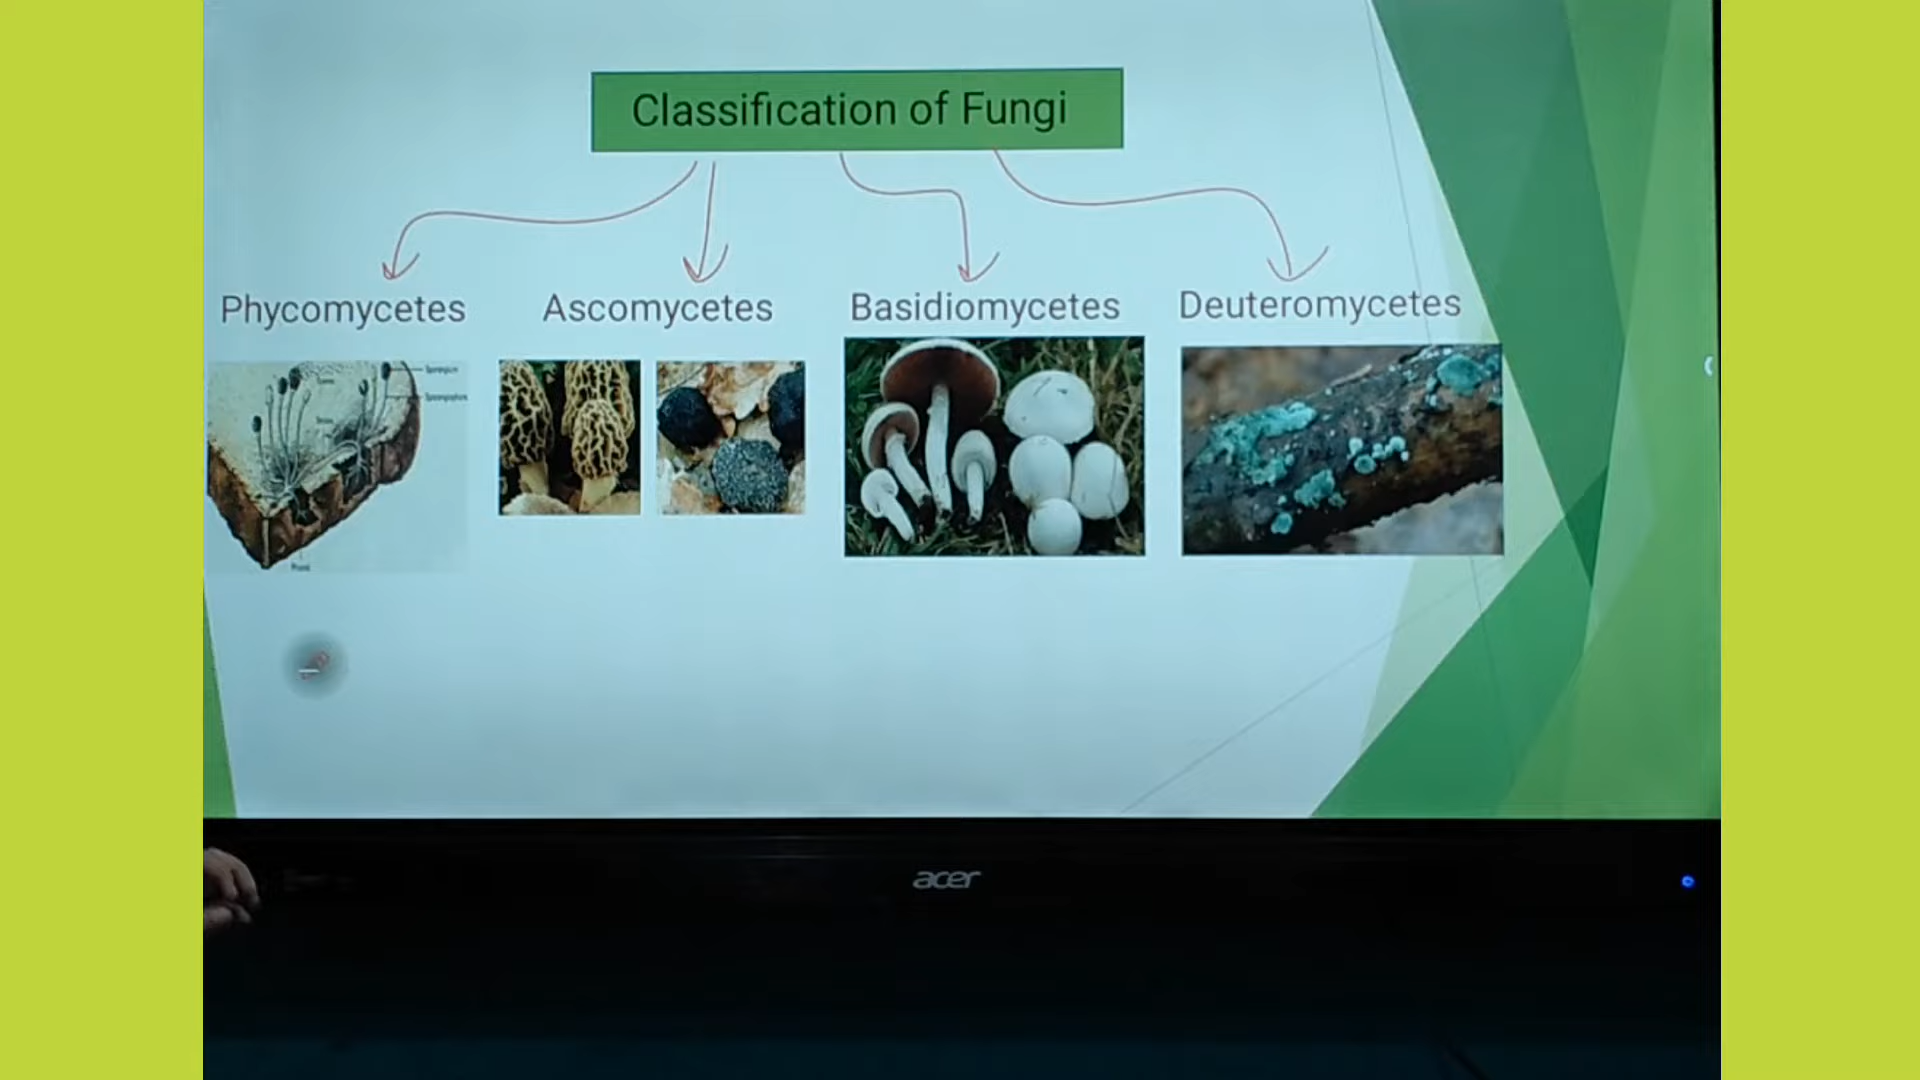 Classification of Fungi
Phycomycetes
Ascomycetes
Basidiomycetes
Deuteromycetes
acer